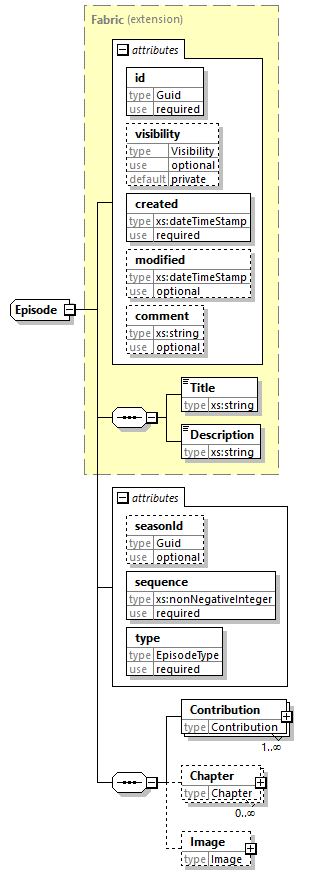 Fabric (extension)
attributes
id
type Guid
use required
visibility
type Visibility
use optional
default private
created
type xs:dateTimeStamp
use required
modified
type xs:dateTimeStamp
use optional
comment
type xs:string
use optional
Episode
Title
type xs:string
Description
type xs:string
attributes
seasonId
type Guid
use optional
sequence
type xs:nonNegativeInteger
use required
type
type EpisodeType
use required
Contribution
type Contribution
1..∞
Chapter
type Chapter
0..∞
Image
type Image